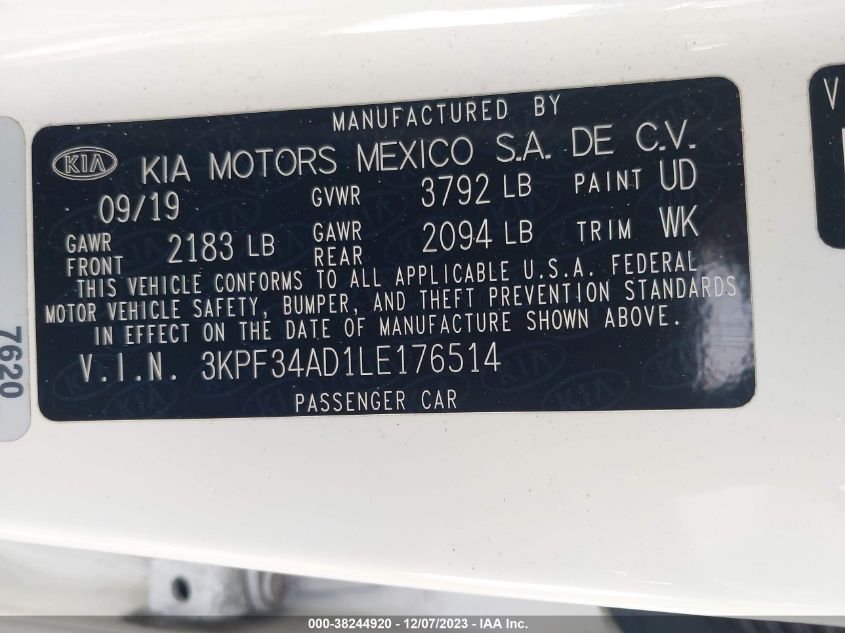 MANUFACTURED BY
KIA KIA MOTORS MEXICO S.A. DE C.V.
09/19 GVWR 3792 LB PAINT UD
GAWR FRONT 2183 LB GAWR REAR 2094 LB TRIM WK
THIS VEHICLE CONFORMS TO ALL APPLICABLE U.S.A. FEDERAL
MOTOR VEHICLE SAFETY, BUMPER, AND THEFT PREVENTION STANDARDS
IN EFFECT ON THE DATE OF MANUFACTURE SHOWN ABOVE.
V.I.N. 3KPF34AD1LE176514
PASSENGER CAR
7620
V
000-38244920 - 12/07/2023 - IAA Inc.